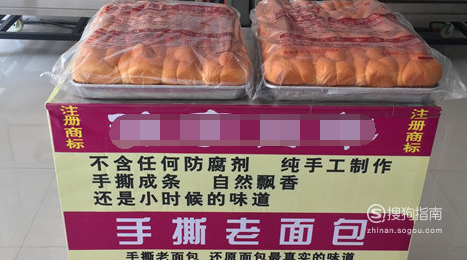 注册商标
注册商标
不含任何防腐剂 纯手工制作
手撕成条 自然飘香
还是小时候的味道
手撕老面包
手撕老面包 还原面包最真实的味道
搜狗指南
zhinan.sogou.com